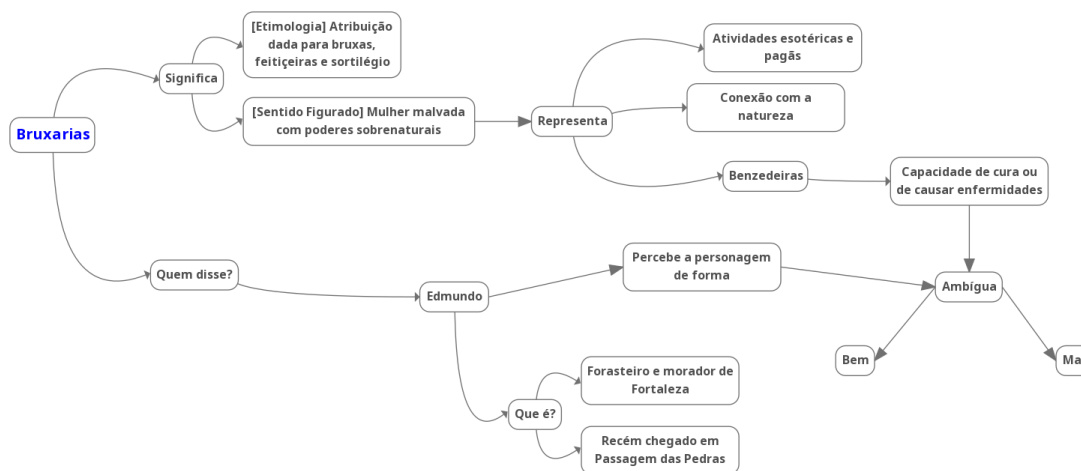 Bruxarias
Significa
[Etimologia] Atribuição
dada para bruxas,
feitiçeiras e sortilégio
[Sentido Figurado] Mulher malvada
com poderes sobrenaturais
Representa
Atividades esotéricas e
pagãs
Conexão com a
natureza
Benzedeiras
Capacidade de cura ou
de causar enfermidades
Quem disse?
Edmundo
Percebe a personagem
de forma
Ambígua
Bem
Ma
Que é?
Forasteiro e morador de
Fortaleza
Recém chegado em
Passagem das Pedras